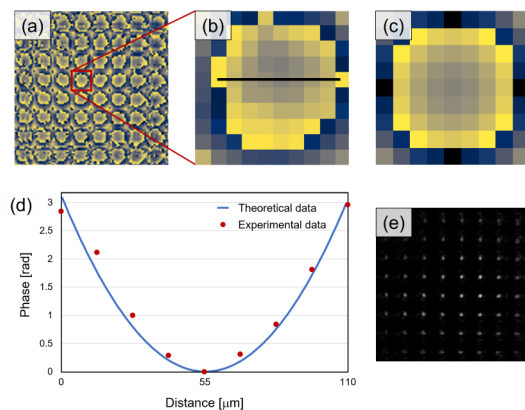 (a)
(b)
(c)
(d)
Theoretical data
Experimental data
Phase [rad]
3
2.5
2
1.5
1
0.5
0
0
55
110
Distance [μm]
(e)